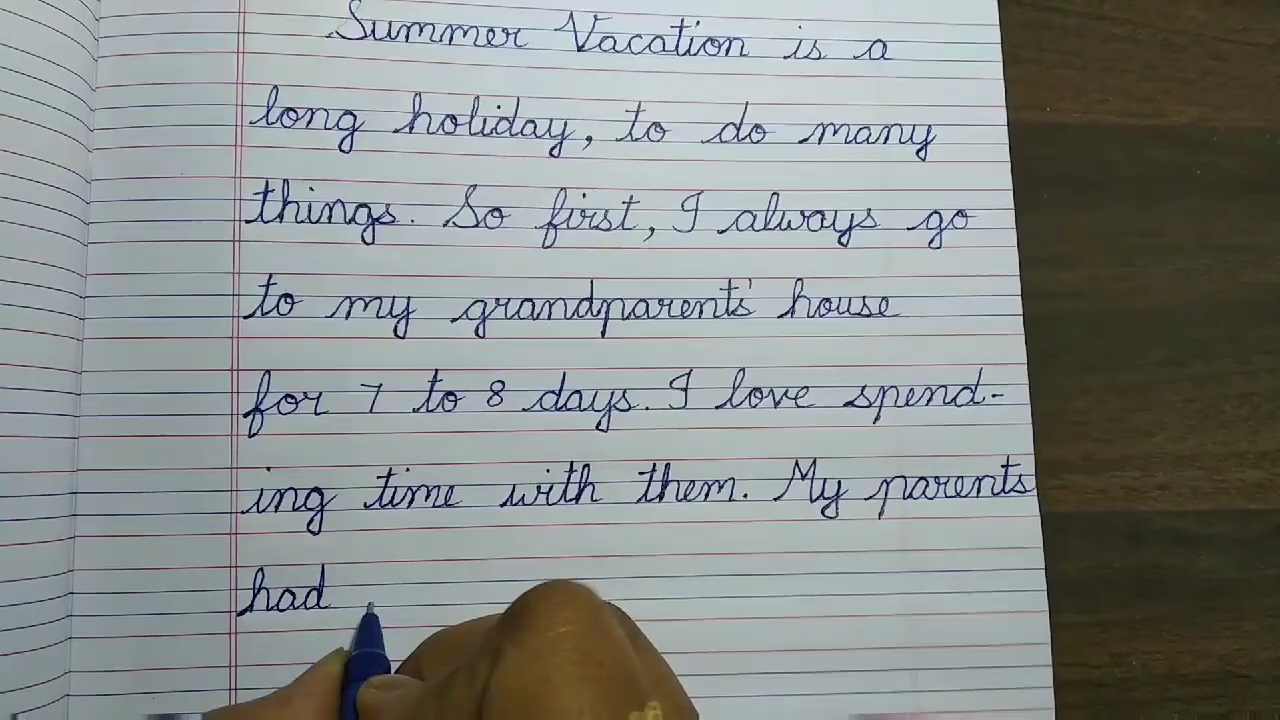 Summer Vacation is a
long holiday, to do many
things. So first, I always go
to my grandparents' house
for 7 to 8 days. I love spend-
ing time with them. My parents
had